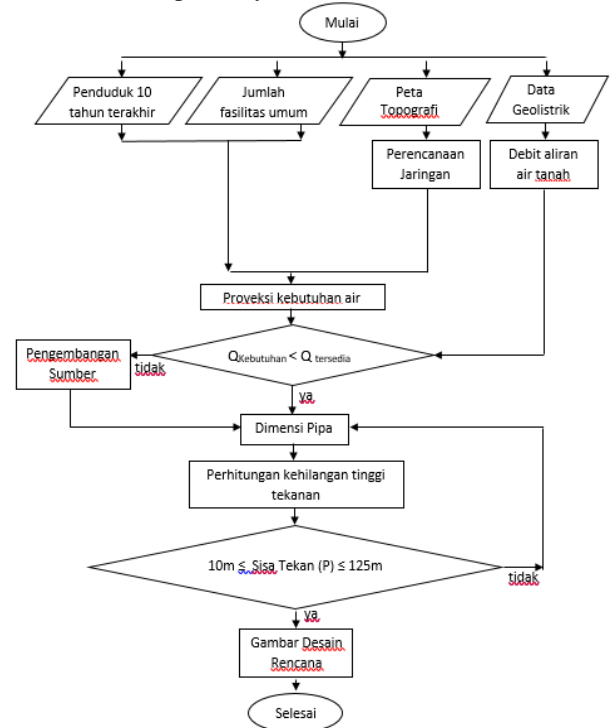 Mulai
Penduduk 10
tahun terakhir
Jumlah
fasilitas umum
Peta
Topografi
Data
Geolistrik
Perencanaan
Jaringan
Debit aliran
air tanah
Proyeksi kebutuhan air
QKebutuhan < Q tersedia
Pengembangan
Sumber
tidak
ya
Dimensi Pipa
Perhitungan kehilangan tinggi
tekanan
10m ≤ Sisa Tekan (P) ≤ 125m
tidak
ya
Gambar Desain
Rencana
Selesai